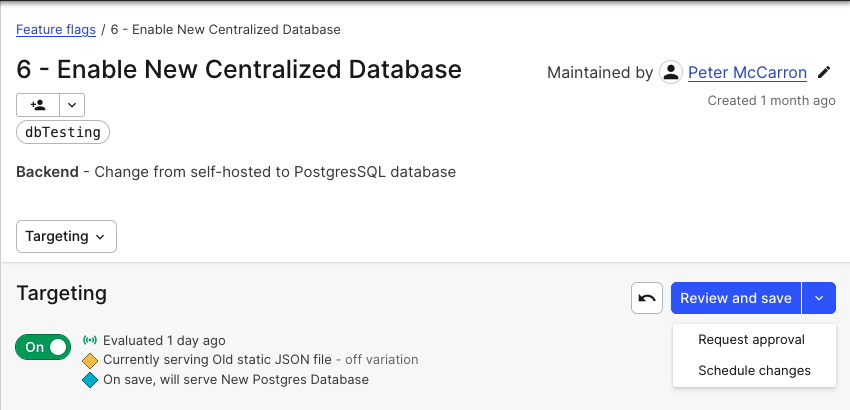 Feature flags / 6 - Enable New Centralized Database
6 - Enable New Centralized Database
Maintained by Peter McCarron
Created 1 month ago
dbTesting
Backend - Change from self-hosted to PostgresSQL database
Targeting
Targeting
Review and save
Request approval
Schedule changes
On
Evaluated 1 day ago
Currently serving Old static JSON file - off variation
On save, will serve New Postgres Database